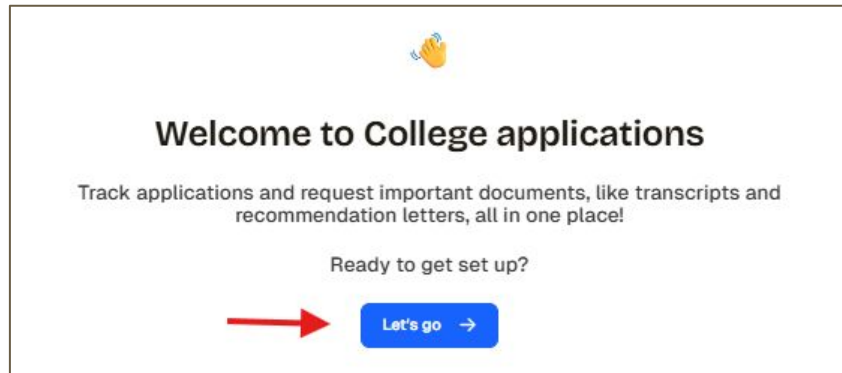 Welcome to College applications
Track applications and request important documents, like transcripts and
recommendation letters, all in one place!
Ready to get set up?
Let's go →